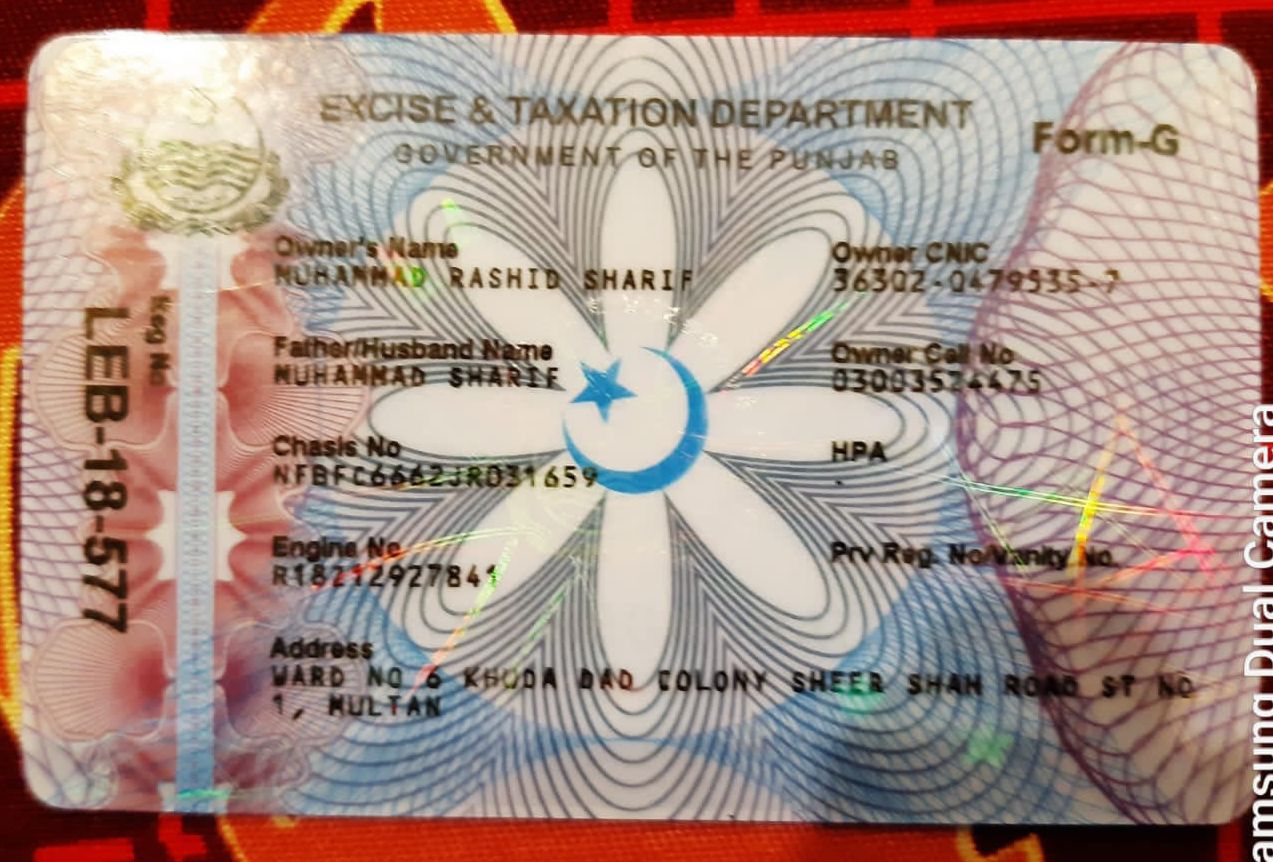 EXCISE & TAXATION DEPARTMENT
GOVERNMENT OF THE PUNJAB
Form-G
Reg No
LEB-18-577
Owner's Name
MUHAMMAD RASHID SHARIF
Owner CNIC
36302-0479535-7
Father/Husband Name
MUHAMMAD SHARIF
Owner Cell No
03003574475
Chasis No
NFBFC6662JR031659
HPA
Engine No
Prv Reg. No/Vanity No.
Address
WARD NO 6 KHUDA DAD COLONY SHEER SHAH ROAD ST NO
1, MULTAN
amsung Dual Camera